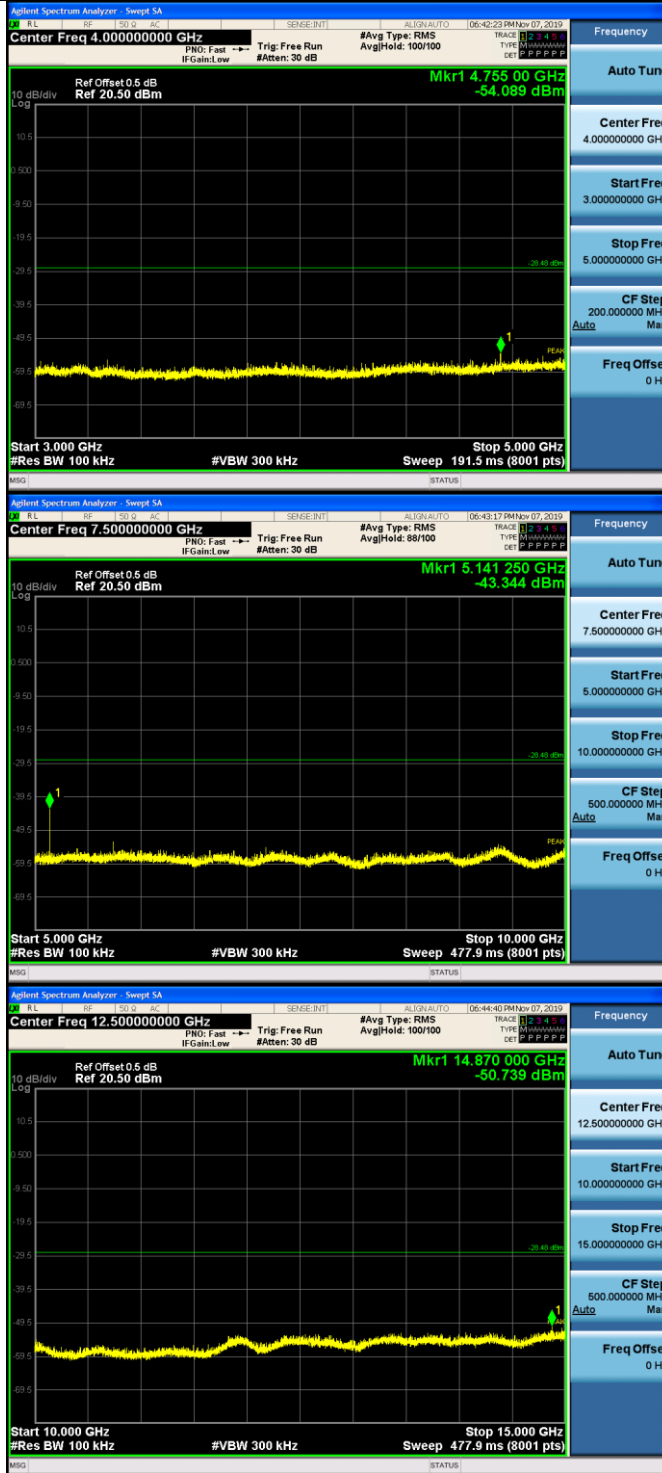 Agilent Spectrum Analyzer - Swept SA
RL RF 50 Ω AC SENSE:INT ALIGNAUTO 06:42:23 PM Nov 07, 2019
Center Freq 4.000000000 GHz
PNO: Fast
IFGain:Low
Trig: Free Run
#Atten: 30 dB
#Avg Type: RMS
Avg|Hold: 100/100
TRACE 1 2 3 4 5 6
TYPE M
DET P P P P P P
Frequency
Auto Tun
Mkr1 4.755 00 GHz
-54.089 dBm
Ref Offset 0.5 dB
10 dB/div Ref 20.50 dBm
Log
10.5
0.500
-9.50
-19.5
-29.5
-39.5
-49.5
-59.5
-69.5
-28.48 dBm
1
PEAK
Center Fre
4.000000000 GH
Start Fre
3.000000000 GH
Stop Fre
5.000000000 GH
CF Step
200.000000 MH
Auto Ma
Freq Offse
0 H
Start 3.000 GHz Stop 5.000 GHz
#Res BW 100 kHz #VBW 300 kHz Sweep 191.5 ms (8001 pts)
MSG STATUS
Agilent Spectrum Analyzer - Swept SA
RL RF 50 Ω AC SENSE:INT ALIGNAUTO 06:43:17 PM Nov 07, 2019
Center Freq 7.500000000 GHz
PNO: Fast
IFGain:Low
Trig: Free Run
#Atten: 30 dB
#Avg Type: RMS
Avg|Hold: 88/100
TRACE 1 2 3 4 5 6
TYPE M
DET P P P P P P
Frequency
Auto Tun
Mkr1 5.141 250 GHz
-43.344 dBm
Ref Offset 0.5 dB
10 dB/div Ref 20.50 dBm
Log
10.5
0.500
-9.50
-19.5
-29.5
-39.5
-49.5
-59.5
-69.5
-28.48 dBm
1
PEAK
Center Fre
7.500000000 GH
Start Fre
5.000000000 GH
Stop Fre
10.000000000 GH
CF Step
500.000000 MH
Auto Ma
Freq Offse
0 H
Start 5.000 GHz Stop 10.000 GHz
#Res BW 100 kHz #VBW 300 kHz Sweep 477.9 ms (8001 pts)
MSG STATUS
Agilent Spectrum Analyzer - Swept SA
RL RF 50 Ω AC SENSE:INT ALIGNAUTO 06:44:40 PM Nov 07, 2019
Center Freq 12.500000000 GHz
PNO: Fast
IFGain:Low
Trig: Free Run
#Atten: 30 dB
#Avg Type: RMS
Avg|Hold: 100/100
TRACE 1 2 3 4 5 6
TYPE M
DET P P P P P P
Frequency
Auto Tun
Mkr1 14.870 000 GHz
-50.739 dBm
Ref Offset 0.5 dB
10 dB/div Ref 20.50 dBm
Log
10.5
0.500
-9.50
-19.5
-29.5
-39.5
-49.5
-59.5
-69.5
-28.48 dBm
1
Center Fre
12.500000000 GH
Start Fre
10.000000000 GH
Stop Fre
15.000000000 GH
CF Step
500.000000 MH
Auto Ma
Freq Offse
0 H
Start 10.000 GHz Stop 15.000 GHz
#Res BW 100 kHz #VBW 300 kHz Sweep 477.9 ms (8001 pts)
MSG STATUS